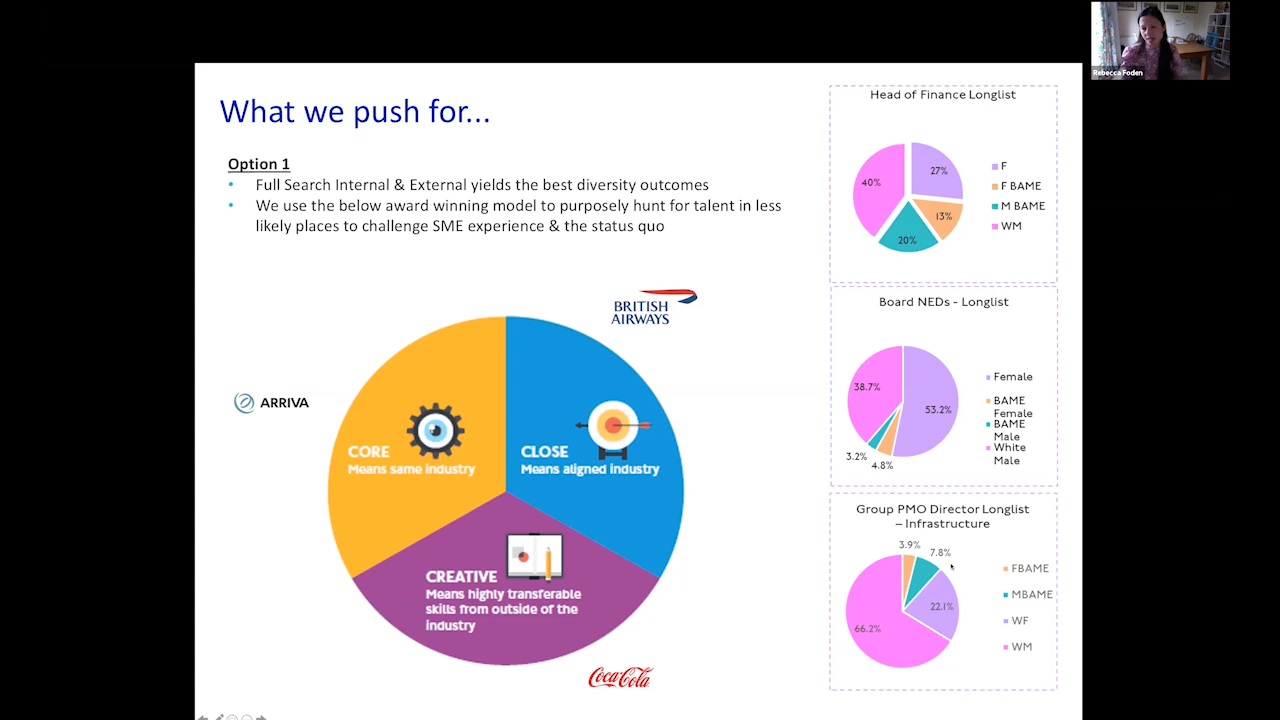 Rebecca Foden
What we push for...
Option 1
• Full Search Internal & External yields the best diversity outcomes
• We use the below award winning model to purposely hunt for talent in less
likely places to challenge SME experience & the status quo
BRITISH
AIRWAYS
ARRIVA
CORE
Means same industry
CLOSE
Means aligned industry
CREATIVE
Means highly transferable
skills from outside of the
industry
Coca-Cola
Head of Finance Longlist
27%
13%
20%
40%
F
F BAME
M BAME
WM
Board NEDs - Longlist
53.2%
4.8%
3.2%
38.7%
Female
BAME
Female
BAME
Male
White
Male
Group PMO Director Longlist
– Infrastructure
3.9%
7.8%
22.1%
66.2%
FBAME
MBAME
WF
WM